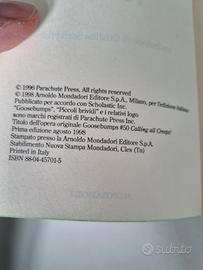 © 1996 Parachute Press. All rights reserved
© 1998 Arnoldo Mondadori Editore S.p.A., Milano, per l'edizione italiana
Pubblicato per accordo con Scholastic Inc.
"Goosebumps", "Piccoli brividi" e i relativi logo
sono marchi registrati di Parachute Press Inc.
Titolo dell'opera originale Goosebumps #50 Calling all Creeps!
Prima edizione agosto 1998
Stampato presso la Arnoldo Mondadori Editore S.p.A.
Stabilimento Nuova Stampa Mondadori, Cles (Tn)
Printed in Italy
ISBN 88-04-45701-5
subito